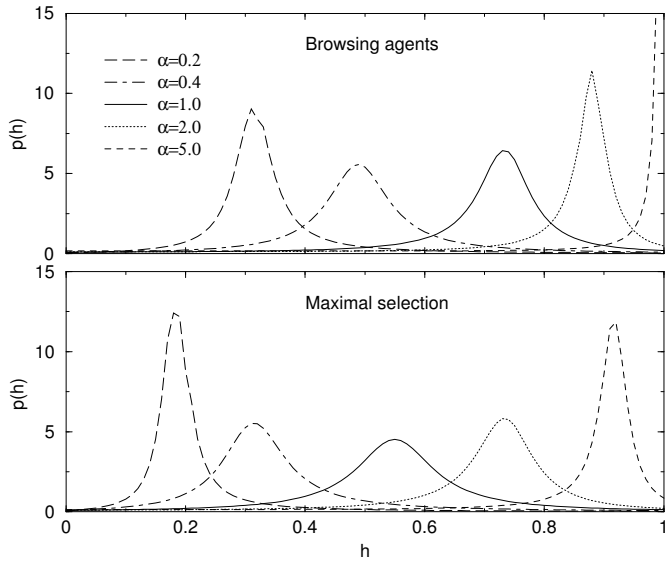 15
Browsing agents
α=0.2
α=0.4
10
α=1.0
α=2.0
α=5.0
p(h)
5
0
15
Maximal selection
10
p(h)
5
0
0 0.2 0.4 0.6 0.8 1
h